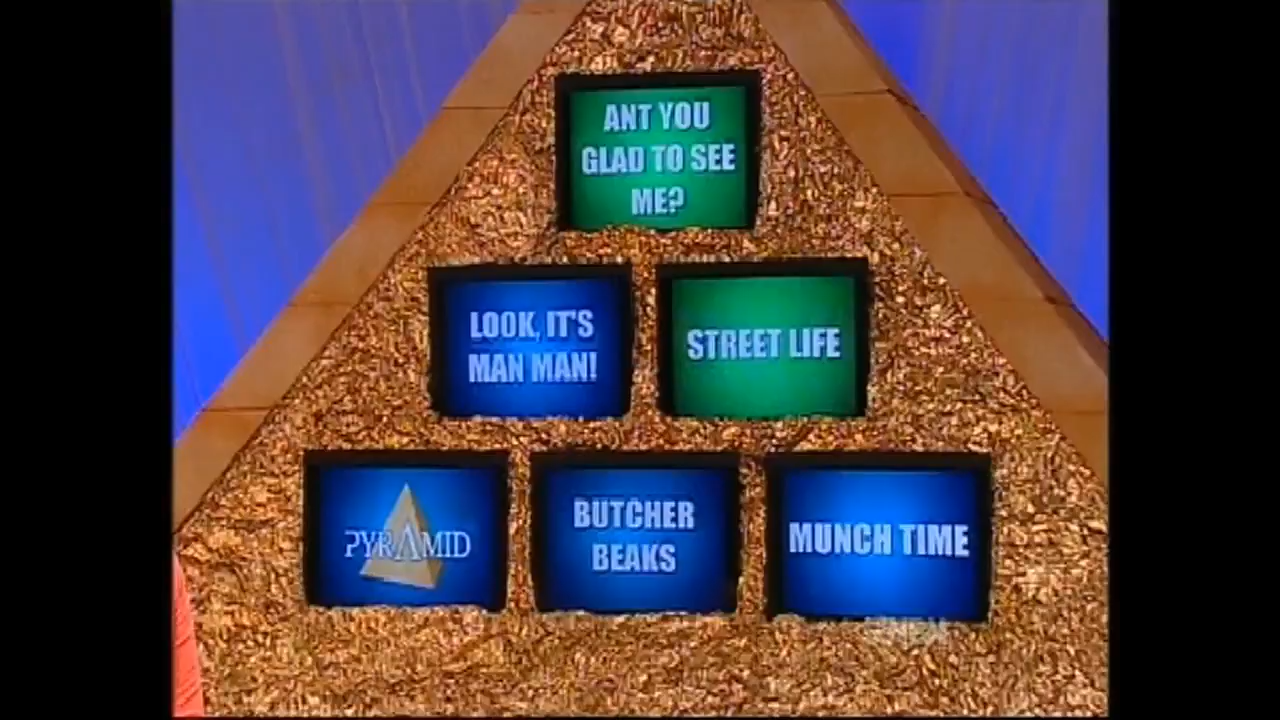 ANT YOU
GLAD TO SEE
ME?
LOOK, IT'S
MAN MAN!
STREET LIFE
PYRAMID
BUTCHER
BEAKS
MUNCH TIME